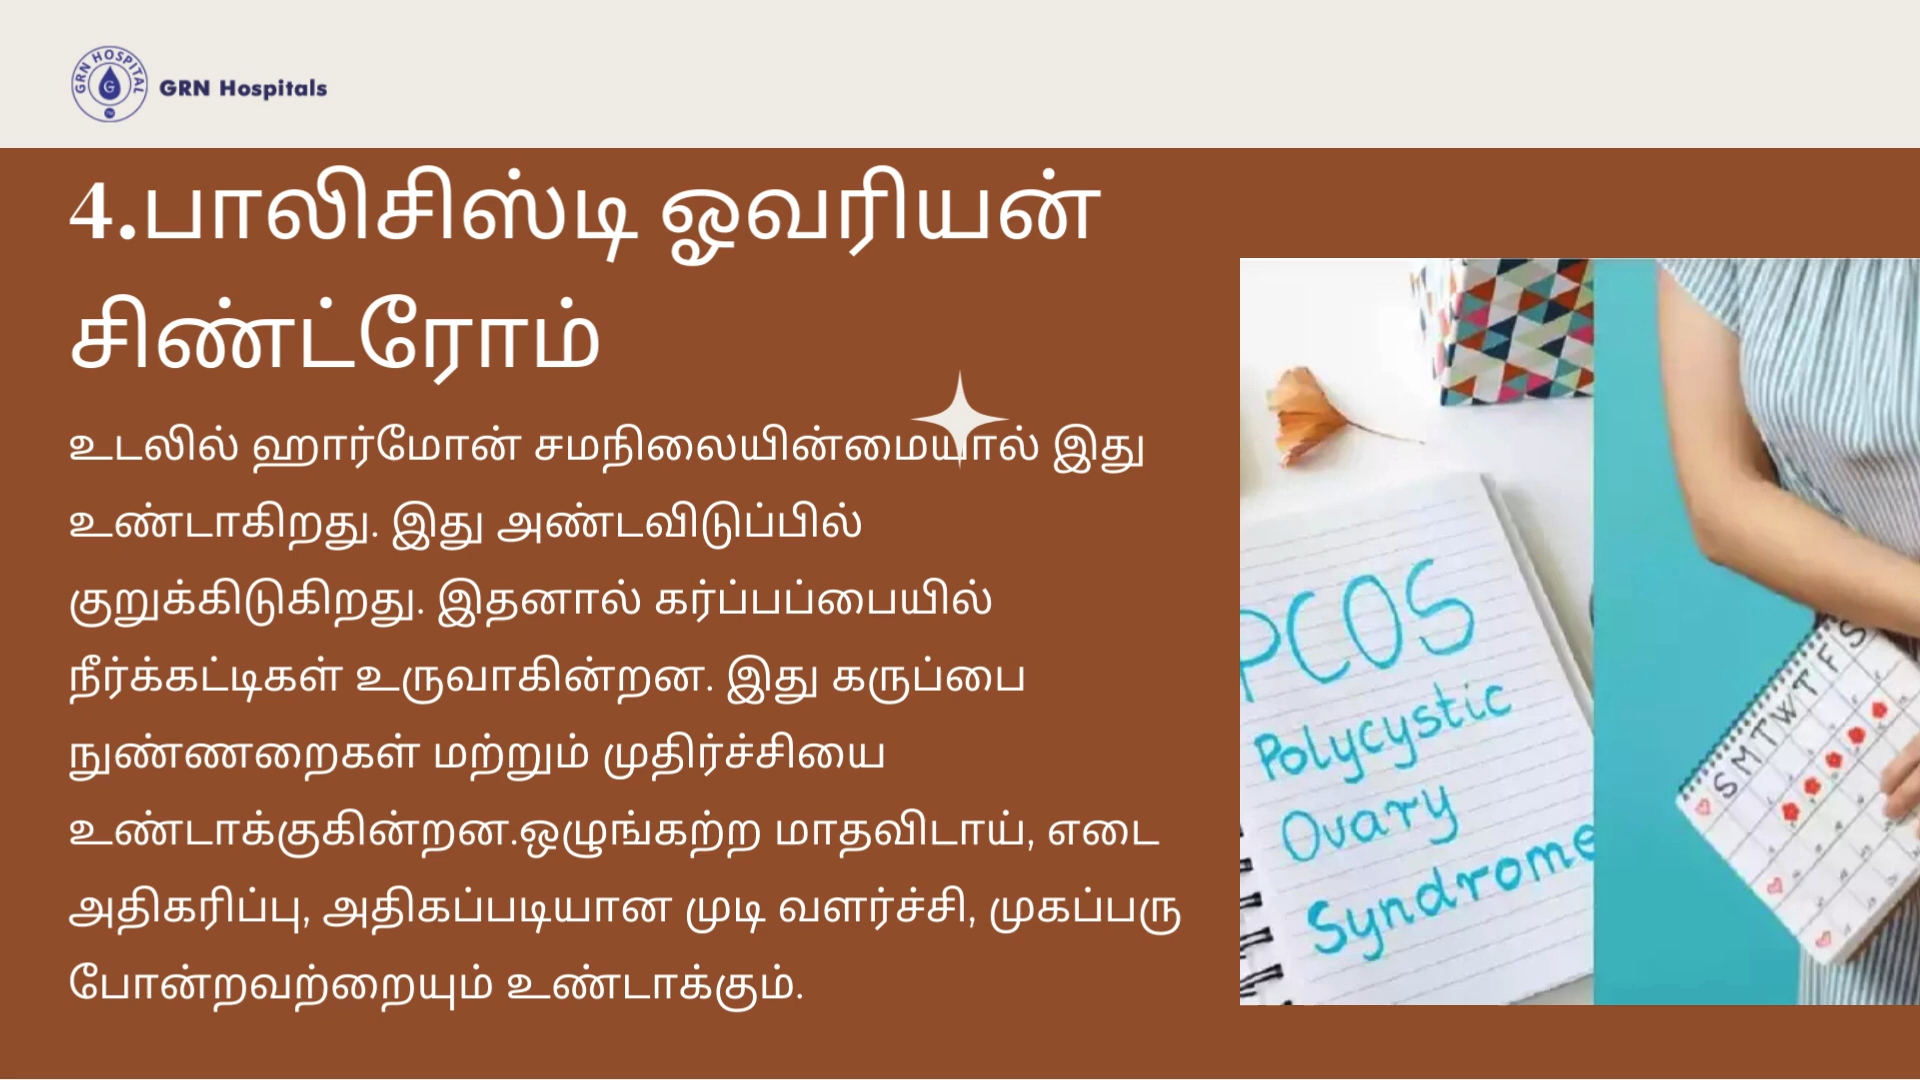 GRN HOSPITAL
G
GRN Hospitals
4.பாலிசிஸ்டி ஓவரியன்
சிண்ட்ரோம்
உடலில் ஹார்மோன் சமநிலையின்மையால் இது
உண்டாகிறது. இது அண்டவிடுப்பில்
குறுக்கிடுகிறது. இதனால் கர்ப்பப்பையில்
நீர்க்கட்டிகள் உருவாகின்றன. இது கருப்பை
நுண்ணறைகள் மற்றும் முதிர்ச்சியை
உண்டாக்குகின்றன.ஒழுங்கற்ற மாதவிடாய், எடை
அதிகரிப்பு, அதிகப்படியான முடி வளர்ச்சி, முகப்பரு
போன்றவற்றையும் உண்டாக்கும்.
PCOS
Polycystic
Ovary
Syndrome
S M T W T F S